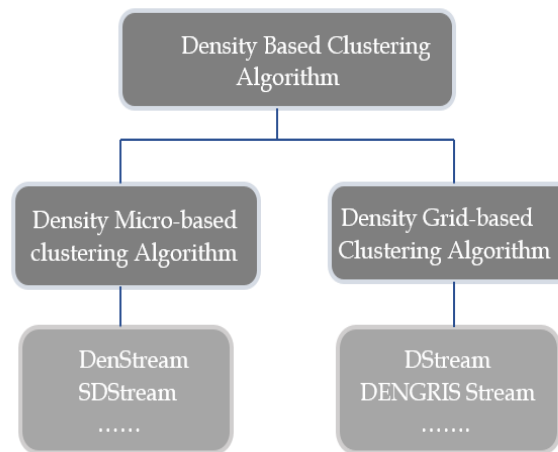 Density Based Clustering
Algorithm
Density Micro-based
clustering Algorithm
Density Grid-based
Clustering Algorithm
DenStream
SDStream
......
DStream
DENGRIS Stream
.......